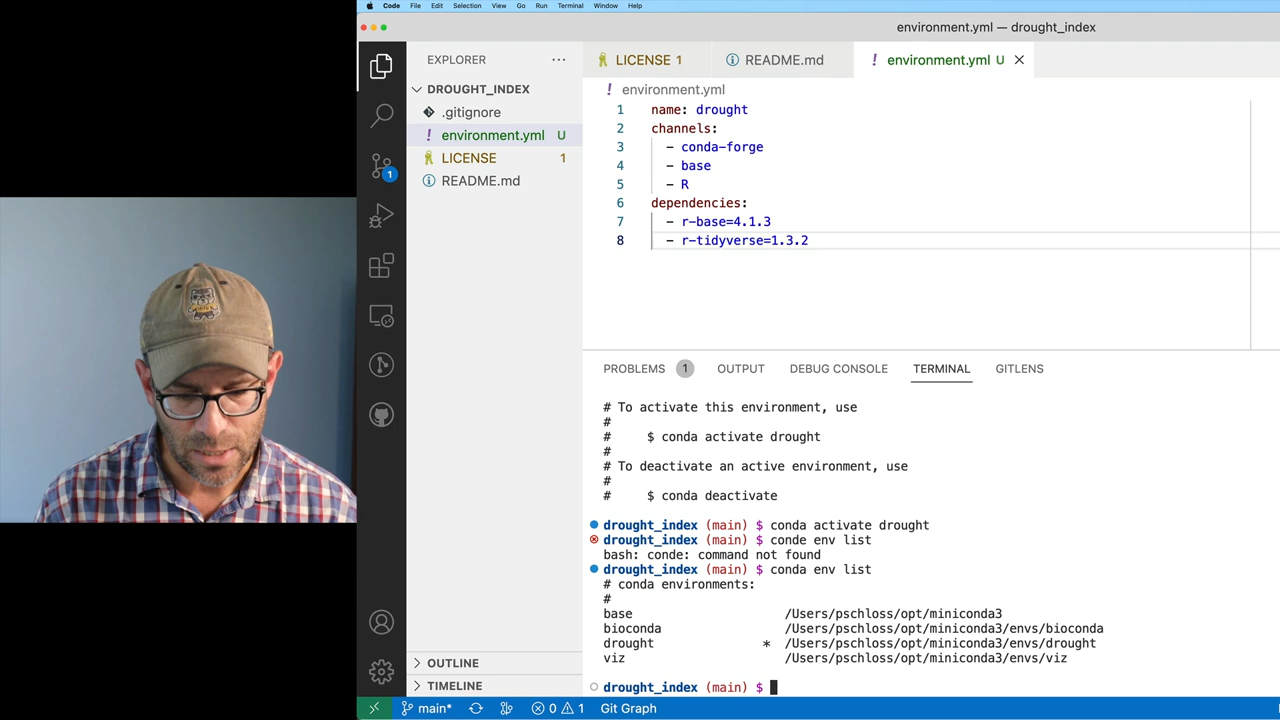 Code File Edit Selection View Go Run Terminal Window Help
environment.yml — drought_index
EXPLORER
LICENSE 1 README.md environment.yml U
DROUGHT_INDEX
.gitignore
environment.yml U
LICENSE 1
README.md
environment.yml
1 name: drought
2 channels:
3 - conda-forge
4 - base
5 - R
6 dependencies:
7 - r-base=4.1.3
8 - r-tidyverse=1.3.2
1
PROBLEMS 1 OUTPUT DEBUG CONSOLE TERMINAL GITLENS
# To activate this environment, use
#
# $ conda activate drought
#
# To deactivate an active environment, use
#
# $ conda deactivate
drought_index (main) $ conda activate drought
drought_index (main) $ conde env list
bash: conde: command not found
drought_index (main) $ conda env list
# conda environments:
#
base /Users/pschloss/opt/miniconda3
bioconda /Users/pschloss/opt/miniconda3/envs/bioconda
drought * /Users/pschloss/opt/miniconda3/envs/drought
viz /Users/pschloss/opt/miniconda3/envs/viz
drought_index (main) $
OUTLINE
TIMELINE
main* 0 1 Git Graph